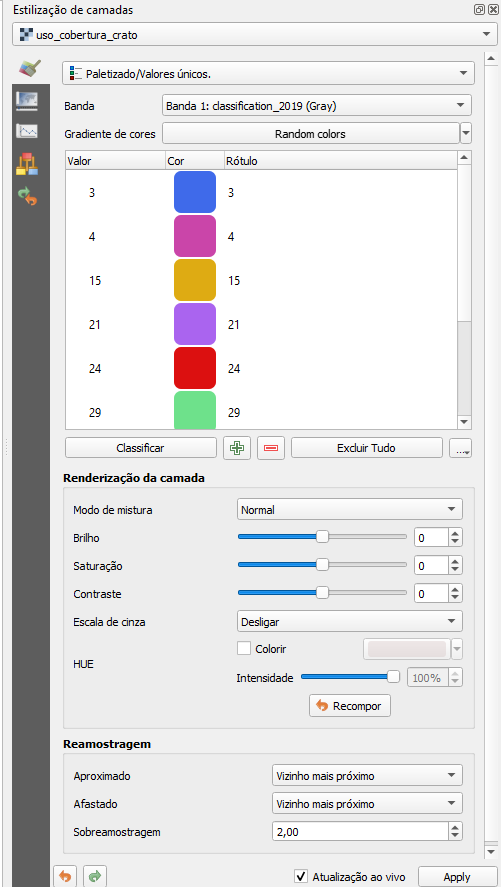 Estilização de camadas
uso_cobertura_crato
Paletizado/Valores únicos.
Banda
Banda 1: classification_2019 (Gray)
Gradiente de cores
Random colors
Valor Cor Rótulo
3 3
4 4
15 15
21 21
24 24
29 29
Classificar Excluir Tudo ...
Renderização da camada
Modo de mistura Normal
Brilho 0
Saturação 0
Contraste 0
Escala de cinza Desligar
Colorir
HUE
Intensidade 100%
Recompor
Reamostragem
Aproximado Vizinho mais próximo
Afastado Vizinho mais próximo
Sobreamostragem 2,00
Atualização ao vivo Apply